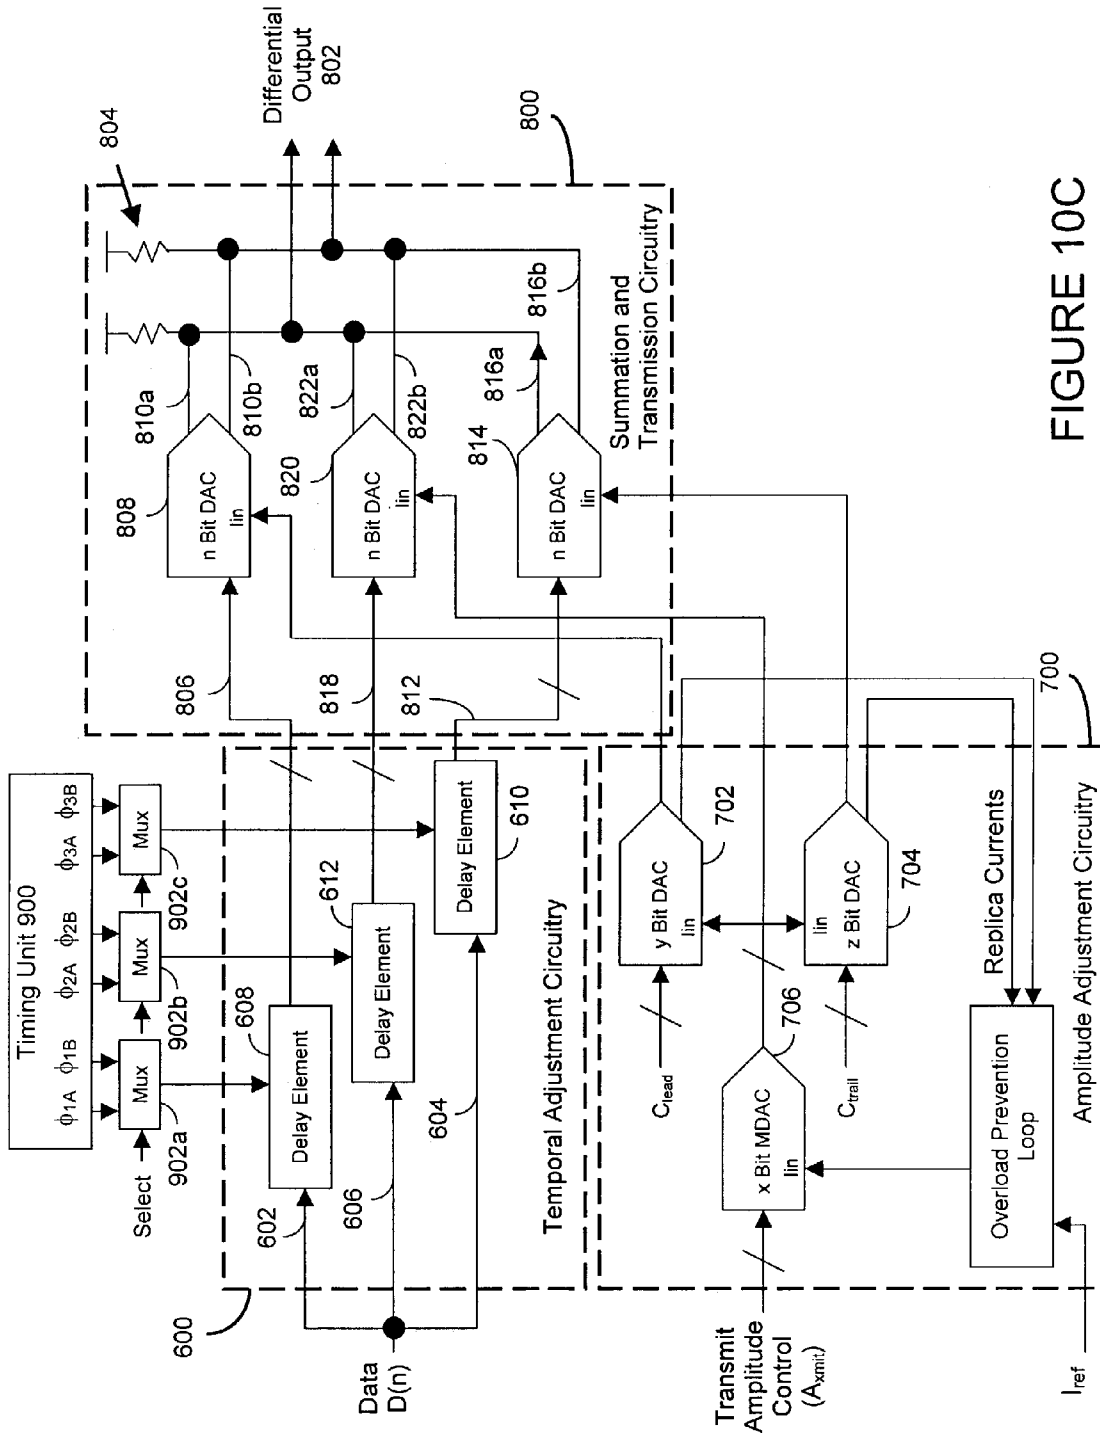 Timing Unit 900
ϕ1A ϕ1B ϕ2A ϕ2B ϕ3A ϕ3B
Select
Mux
Mux
Mux
902a
902b
902c
600
602
608
Delay Element
606
612
Delay Element
604
Delay Element
610
Temporal Adjustment Circuitry
Data
D(n)
806
818
812
808
n Bit DAC
Iin
810a
810b
820
n Bit DAC
Iin
822a
822b
814
n Bit DAC
Iin
816a
816b
804
Differential
Output
802
800
Summation and
Transmission Circuitry
Clead
y Bit DAC
Iin
702
Iin
z Bit DAC
704
Ctrail
x Bit MDAC
Iin
706
Transmit
Amplitude
Control
(Axmit)
Replica Currents
Overload Prevention
Loop
Iref
700
Amplitude Adjustment Circuitry
FIGURE 10C